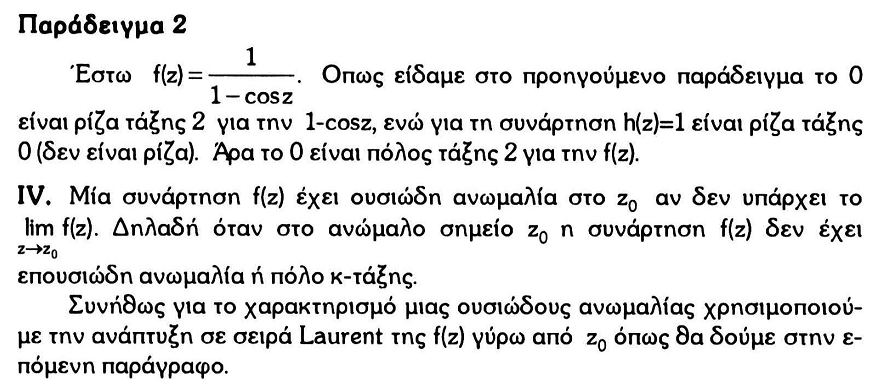 Παράδειγμα 2
Έστω f(z) = 1/(1-cosz). Οπως είδαμε στο προηγούμενο παράδειγμα το 0
είναι ρίζα τάξης 2 για την 1-cosz, ενώ για τη συνάρτηση h(z)=1 είναι ρίζα τάξης
0 (δεν είναι ρίζα). Άρα το 0 είναι πόλος τάξης 2 για την f(z).
IV. Μία συνάρτηση f(z) έχει ουσιώδη ανωμαλία στο z₀ αν δεν υπάρχει το
lim f(z). Δηλαδή όταν στο ανώμαλο σημείο z₀ η συνάρτηση f(z) δεν έχει
z→z₀
επουσιώδη ανωμαλία ή πόλο κ-τάξης.
Συνήθως για το χαρακτηρισμό μιας ουσιώδους ανωμαλίας χρησιμοποιού-
με την ανάπτυξη σε σειρά Laurent της f(z) γύρω από z₀ όπως θα δούμε στην ε-
πόμενη παράγραφο.